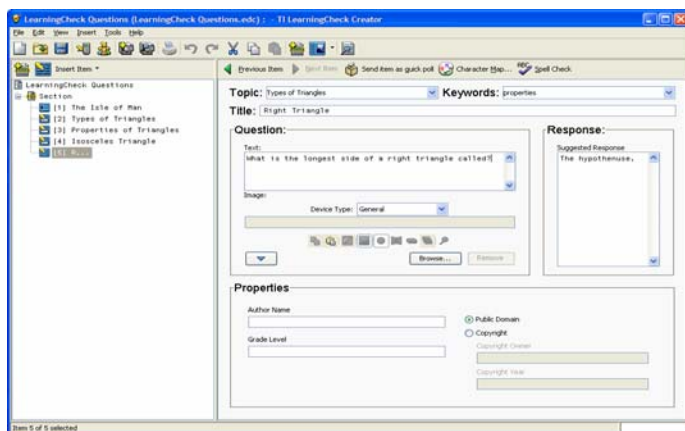 LearningCheck Questions (LearningCheck Questions.edc) : - TI LearningCheck Creator
File Edit View Insert Tools Help
Insert Item
Previous Item Next Item Send item as quick poll Character Map... Spell Check
LearningCheck Questions
Section
[1] The Isle of Man
[2] Types of Triangles
[3] Properties of Triangles
[4] Isosceles Triangle
[5] R...
Topic: Types of Triangles Keywords: properties
Title: Right Triangle
Question:
Text:
What is the longest side of a right triangle called?
Image:
Device Type: General
Browse... Remove
Response:
Suggested Response
The hypothenuse.
Properties
Author Name
Grade Level
Public Domain
Copyright
Copyright Owner
Copyright Year
Item 5 of 5 selected